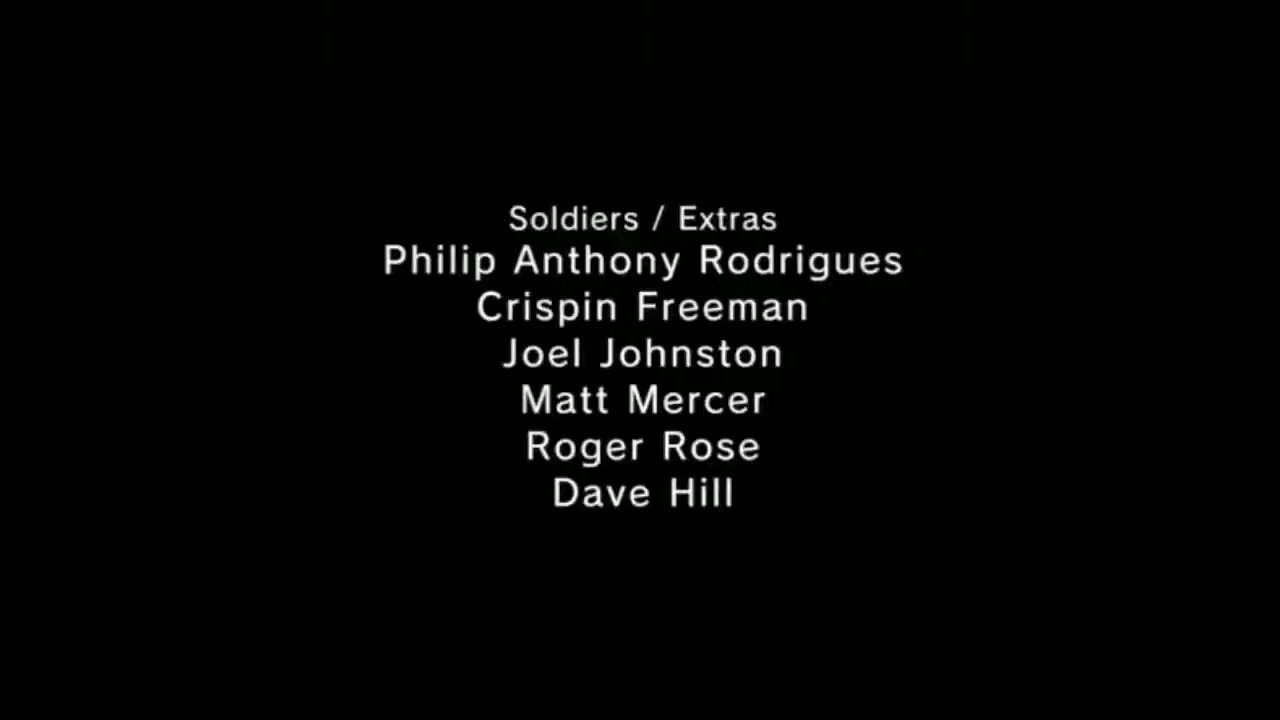 Soldiers / Extras
Philip Anthony Rodrigues
Crispin Freeman
Joel Johnston
Matt Mercer
Roger Rose
Dave Hill